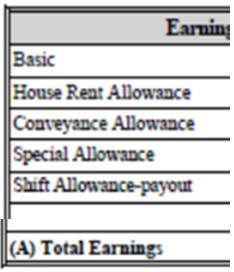 Earning
Basic
House Rent Allowance
Conveyance Allowance
Special Allowance
Shift Allowance-payout
(A) Total Earnings